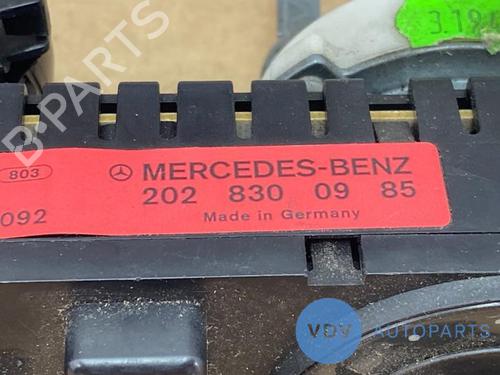 3.19
803
MERCEDES-BENZ
202 830 09 85
092
Made in Germany
B-PARTS
VDV AUTOPARTS